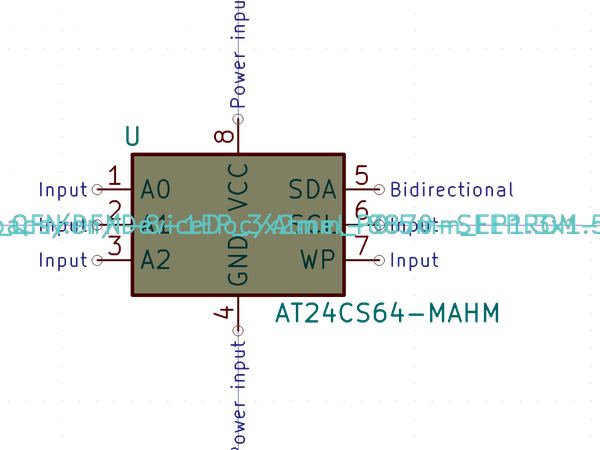 Power input
U
8
VCC
1
Input
A0
SDA
5
Bidirectional
2
Input
A1
SCL
6
Input
3
Input
A2
WP
7
Input
GND
4
AT24CS64-MAHM
Power input